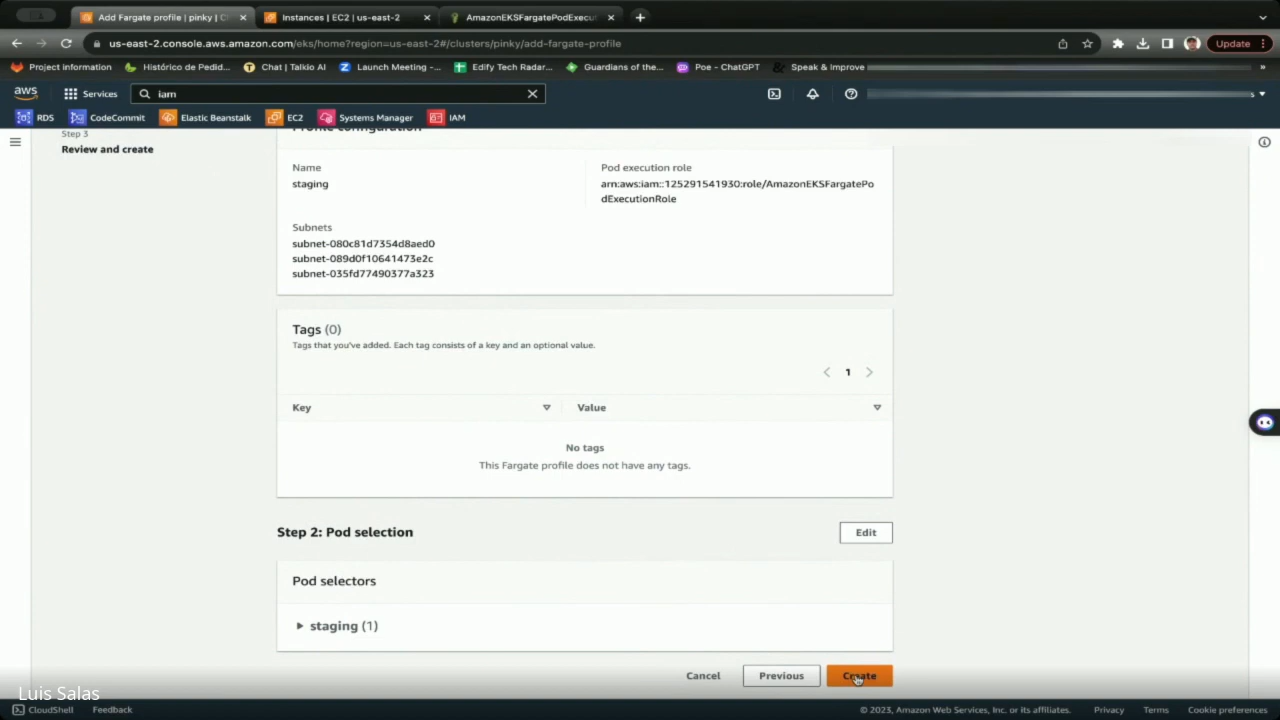 Add Fargate profile | pinky | C
Instances | EC2 | us-east-2
AmazonEKSFargatePodExecut
us-east-2.console.aws.amazon.com/eks/home?region=us-east-2#/clusters/pinky/add-fargate-profile
Update
Project Information
Histórico de Pedid...
Chat | Talkio AI
Launch Meeting -...
Edify Tech Radar...
Guardians of the...
Poe - ChatGPT
Speak & Improve
»
aws
Services
iam
RDS
CodeCommit
Elastic Beanstalk
EC2
Systems Manager
IAM
Step 3
Review and create
Profile configuration
Name
staging
Pod execution role
arn:aws:iam::125291541930:role/AmazonEKSFargatePo
dExecutionRole
Subnets
subnet-080c81d7354d8aed0
subnet-089d0f10641473e2c
subnet-035fd77490377a323
Tags (0)
Tags that you've added. Each tag consists of a key and an optional value.
1
Key
Value
No tags
This Fargate profile does not have any tags.
Step 2: Pod selection
Edit
Pod selectors
staging (1)
Cancel
Previous
Create
Luis Salas
CloudShell
Feedback
© 2023, Amazon Web Services, Inc. or its affiliates.
Privacy
Terms
Cookie preferences